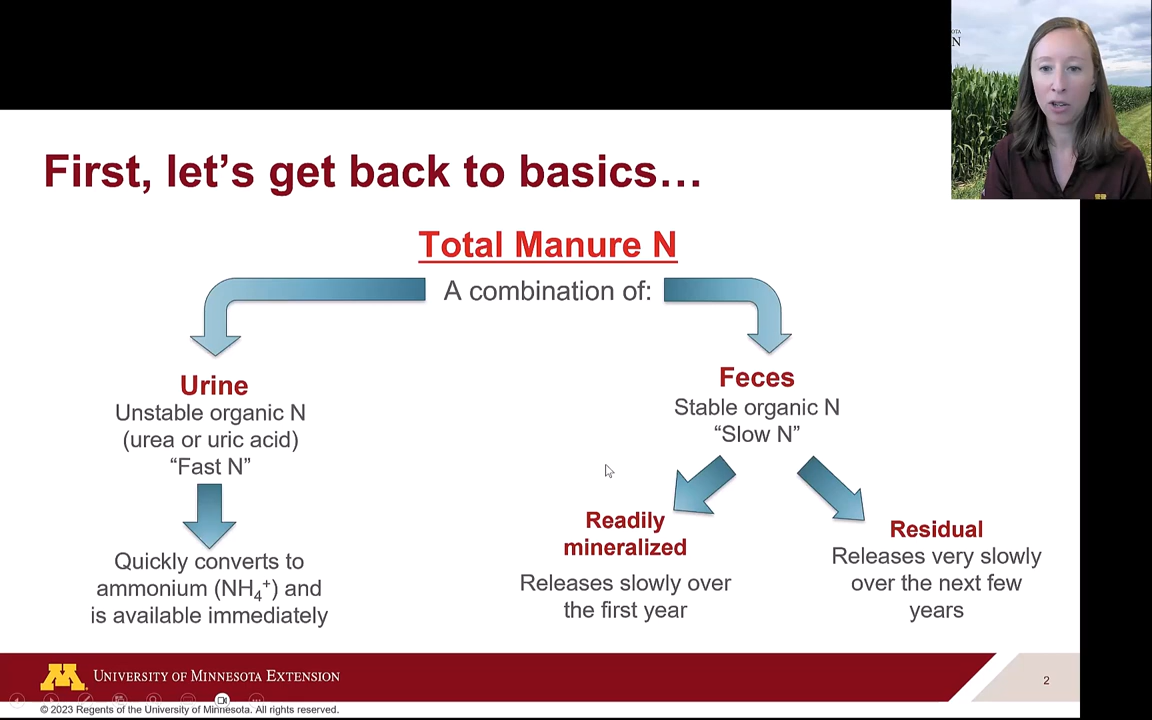 OTA
N
First, let’s get back to basics…
Total Manure N
A combination of:
Urine
Unstable organic N
(urea or uric acid)
“Fast N”
Quickly converts to
ammonium (NH₄⁺) and
is available immediately
Feces
Stable organic N
“Slow N”
Readily
mineralized
Releases slowly over
the first year
Residual
Releases very slowly
over the next few
years
M
UNIVERSITY OF MINNESOTA EXTENSION
2
© 2023 Regents of the University of Minnesota. All rights reserved.